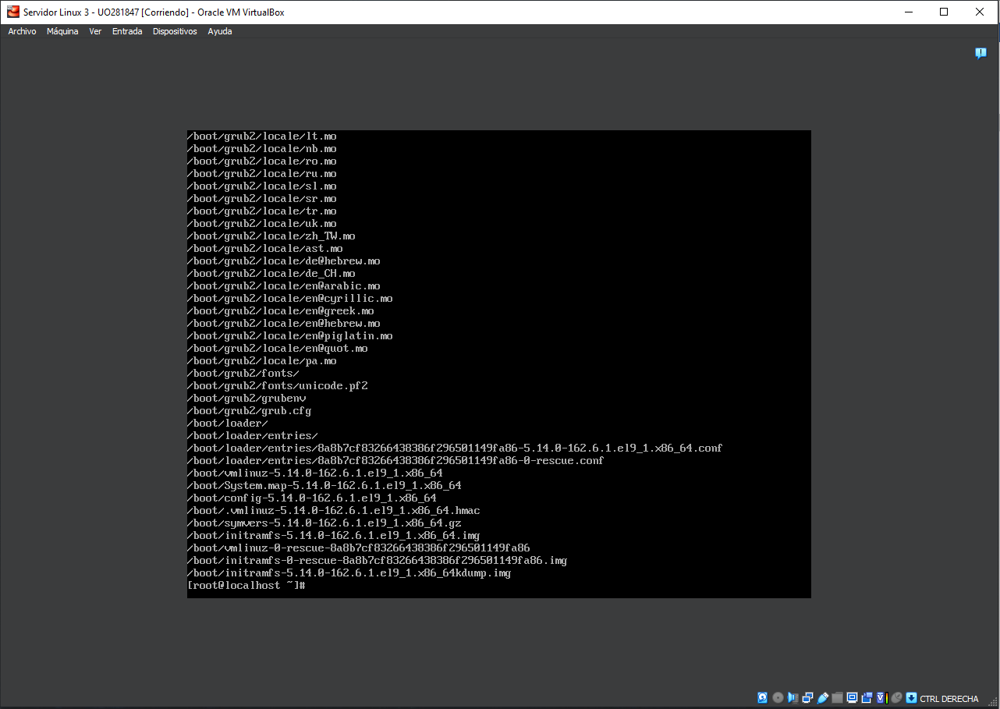 Servidor Linux 3 - UO281847 [Corriendo] - Oracle VM VirtualBox
Archivo Máquina Ver Entrada Dispositivos Ayuda
/boot/grub2/locale/lt.mo
/boot/grub2/locale/nb.mo
/boot/grub2/locale/ro.mo
/boot/grub2/locale/ru.mo
/boot/grub2/locale/sl.mo
/boot/grub2/locale/sr.mo
/boot/grub2/locale/tr.mo
/boot/grub2/locale/uk.mo
/boot/grub2/locale/zh_TW.mo
/boot/grub2/locale/ast.mo
/boot/grub2/locale/de@hebrew.mo
/boot/grub2/locale/de_CH.mo
/boot/grub2/locale/en@arabic.mo
/boot/grub2/locale/en@cyrillic.mo
/boot/grub2/locale/en@greek.mo
/boot/grub2/locale/en@hebrew.mo
/boot/grub2/locale/en@piglatin.mo
/boot/grub2/locale/en@quot.mo
/boot/grub2/locale/pa.mo
/boot/grub2/fonts/
/boot/grub2/fonts/unicode.pf2
/boot/grub2/grubenv
/boot/grub2/grub.cfg
/boot/loader/
/boot/loader/entries/
/boot/loader/entries/8a8b7cf83266438386f296501149fa86-5.14.0-162.6.1.el9_1.x86_64.conf
/boot/loader/entries/8a8b7cf83266438386f296501149fa86-0-rescue.conf
/boot/vmlinuz-5.14.0-162.6.1.el9_1.x86_64
/boot/System.map-5.14.0-162.6.1.el9_1.x86_64
/boot/config-5.14.0-162.6.1.el9_1.x86_64
/boot/.vmlinuz-5.14.0-162.6.1.el9_1.x86_64.hmac
/boot/symvers-5.14.0-162.6.1.el9_1.x86_64.gz
/boot/initramfs-5.14.0-162.6.1.el9_1.x86_64.img
/boot/vmlinuz-0-rescue-8a8b7cf83266438386f296501149fa86
/boot/initramfs-0-rescue-8a8b7cf83266438386f296501149fa86.img
/boot/initramfs-5.14.0-162.6.1.el9_1.x86_64kdump.img
[root@localhost ~]#
CTRL DERECHA